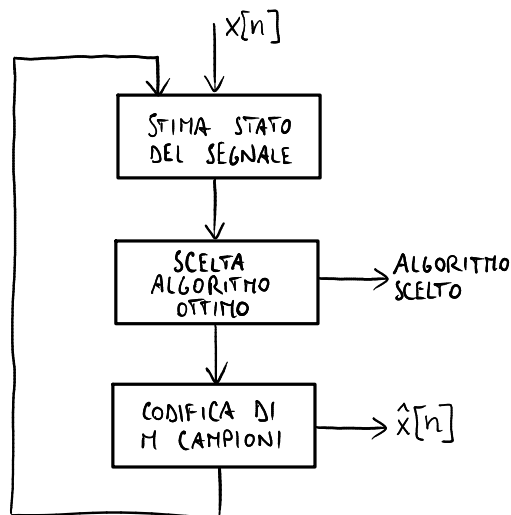 x[n]
STIMA STATO
DEL SEGNALE
SCELTA
ALGORITMO
OTTIMO
ALGORITMO
SCELTO
CODIFICA DI
M CAMPIONI
x̂[n]